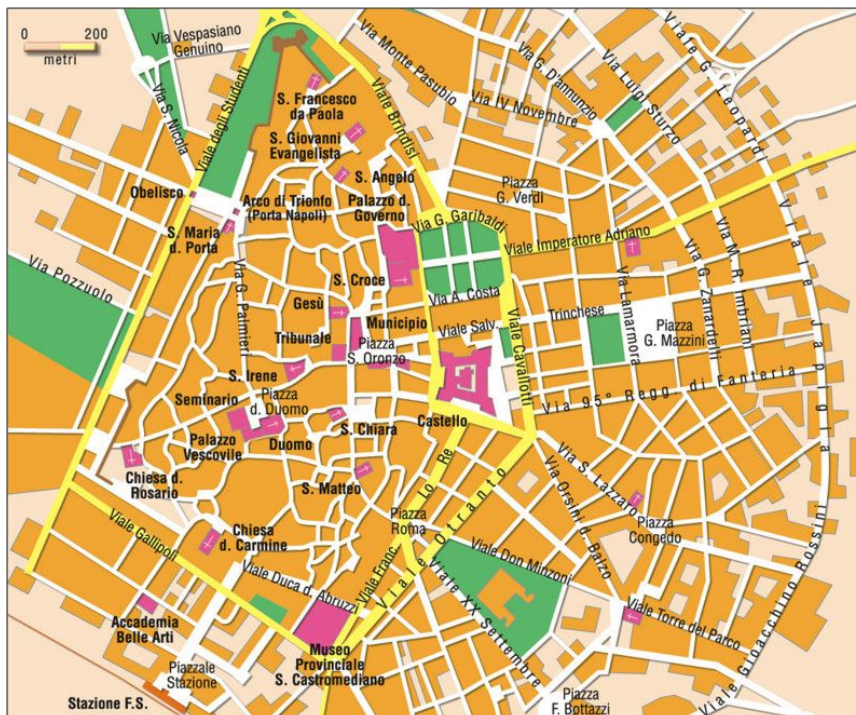 0
200
metri
Via Vespasiano
Genuino
Via S. Nicola
Viale degli Studenti
S. Francesco
da Paola
S. Giovanni
Evangelista
S. Angelo
Viale Brindisi
Via Monte Pasubio
Via G. D'annunzio
Via IV Novembre
Via Luigi Sturzo
Viale G. Leopardi
Obelisco
Arco di Trionfo
(Porta Napoli)
Palazzo d.
Governo
Piazza
G. Verdi
S. Maria
d. Porta
Via G. Garibaldi
Viale Imperatore Adriano
Via Pozzuolo
Via G. Palmieri
S. Croce
Gesù
Via A. Costa
Tribunale
Municipio
Viale Salv.
Trinchese
Piazza
S. Oronzo
Viale Cavallotti
Via Lamarmora
Piazza
G. Mazzini
Via G. Zanardelli
Via M. R. Imbriani
Viale Japigia
S. Irene
Seminario
Piazza
d. Duomo
Via 95° Regg. di Fanteria
Palazzo
Vescovile
Duomo
S. Chiara
Castello
Chiesa d.
Rosario
S. Matteo
Viale Franc. Lo Re
Viale Otranto
Via S. Lazzaro
Via Orsini d. Balzo
Piazza
Roma
Piazza
Congedo
Viale Gallipoli
Chiesa
d. Carmine
Viale Duca d. Abruzzi
Viale Don Minzoni
Viale XX Settembre
Viale Torre del Parco
Viale Gioacchino Rossini
Accademia
Belle Arti
Museo
Provinciale
S. Castromediano
Piazzale
Stazione
Stazione F.S.
Piazza
F. Bottazzi